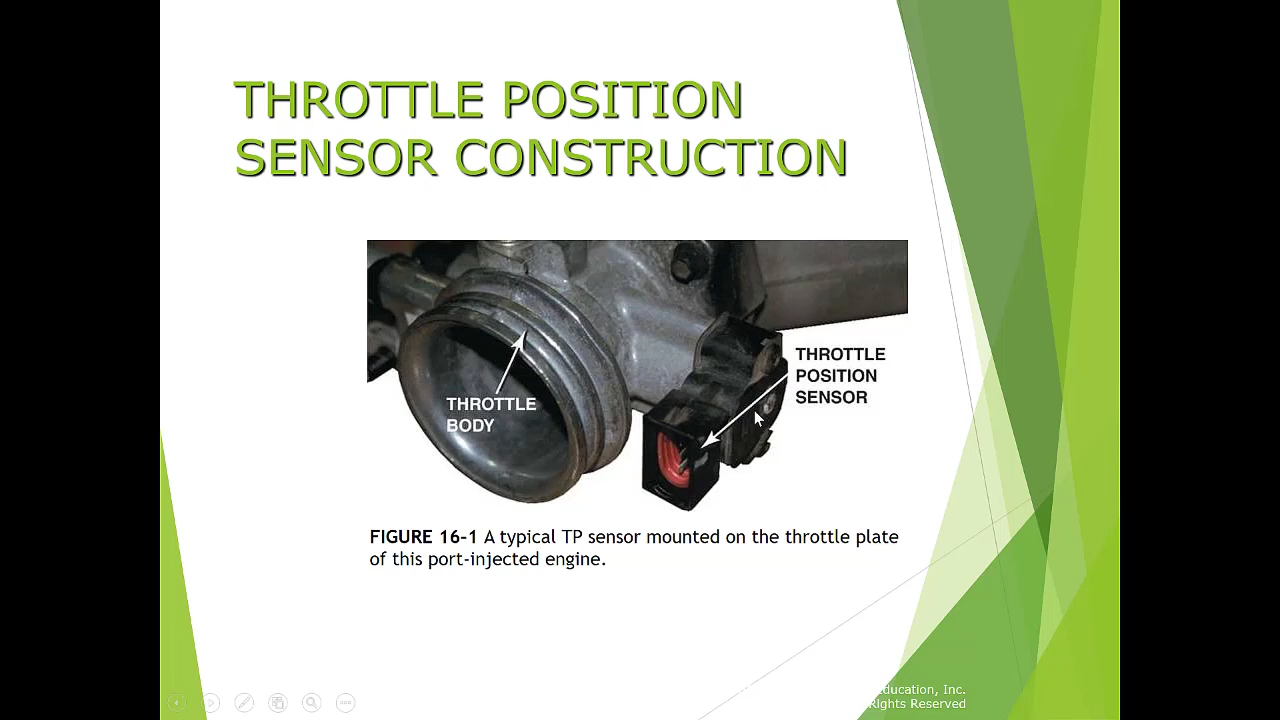 THROTTLE POSITION
SENSOR CONSTRUCTION
THROTTLE
BODY
THROTTLE
POSITION
SENSOR
FIGURE 16-1 A typical TP sensor mounted on the throttle plate
of this port-injected engine.
Education, Inc.
Rights Reserved